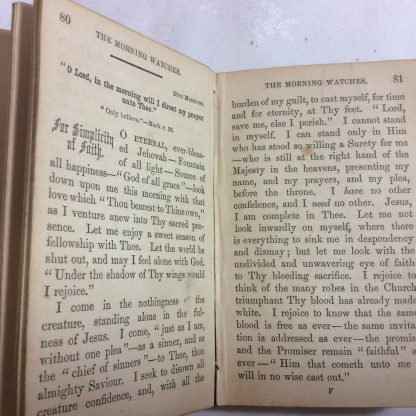 80
THE MORNING WATCHES.
"O Lord, in the morning will I direct my prayer
unto Thee."
"Only believe."—Mark v. 36.
For Simplicity
of Faith.
O ETERNAL, ever-bless-
ed Jehovah—Fountain
of all light—Source of
all happiness—"God of all grace"—look
down upon me this morning with that
love which "Thou bearest to Thine own,"
as I venture anew into Thy sacred pre-
sence. Let me enjoy a sweet season of
fellowship with Thee. Let the world be
shut out, and may I feel alone with God.
"Under the shadow of Thy wings would
I rejoice."
I come in the nothingness of the
creature, standing alone in the ful-
ness of Jesus. I come, "just as I am,
without one plea"—as a sinner, and as
the "chief of sinners"—to Thee, thou
almighty Saviour. I seek to disown all
creature confidence, and, with all the
THE MORNING WATCHES. 81
burden of my guilt, to cast myself, for time
and for eternity, at Thy feet. "Lord,
save me, else I perish." I cannot stand
in myself. I can stand only in Him
who has stood so willing a Surety for me
—who is still at the right hand of the
Majesty in the heavens, presenting my
name, and my prayers, and my plea,
before the throne. I have no other
confidence, and I need no other. Jesus,
I am complete in Thee. Let me not
look inwardly on myself, where there
is everything to sink me in despondency
and dismay; but let me look with the
undivided and unwavering eye of faith
to Thy bleeding sacrifice. I rejoice to
think of the many robes in the Church
triumphant Thy blood has already made
white. I rejoice to know that the same
blood is free as ever—the same invita-
tion is addressed as ever—the promise
and the Promiser remain "faithful" as
ever—"Him that cometh unto me I
will in no wise cast out."
F